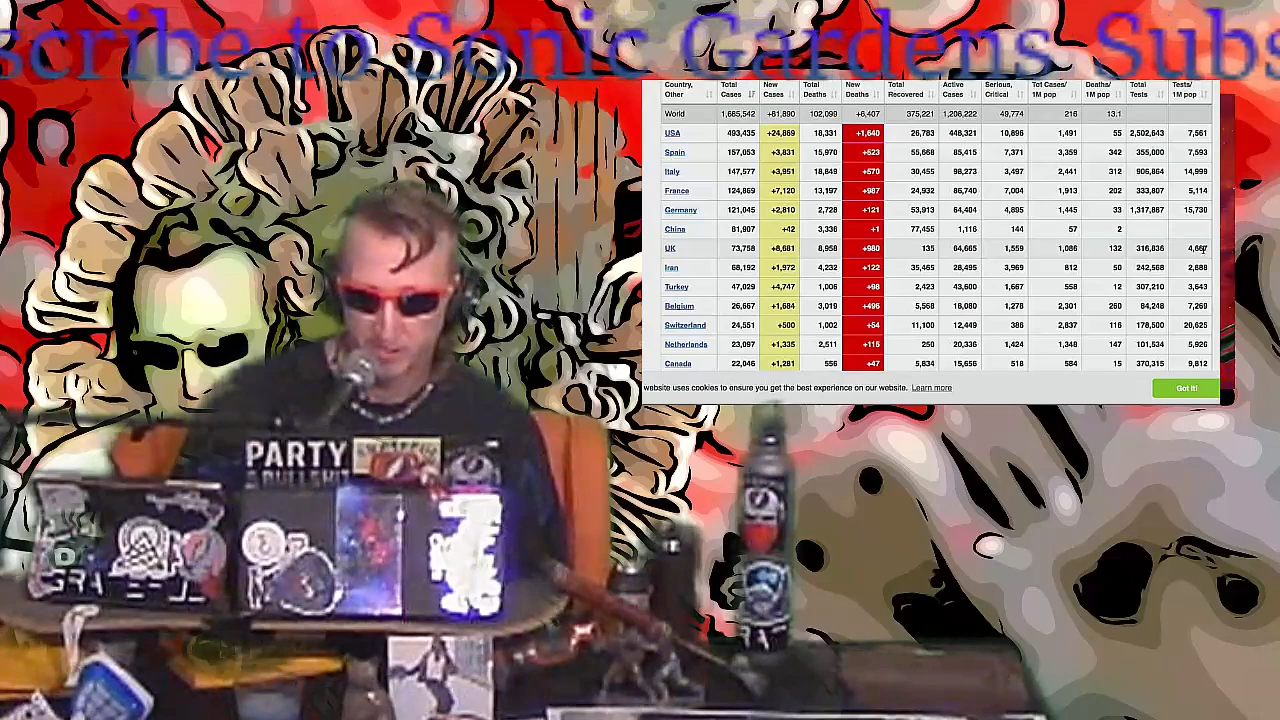 scribe to Sonic Gardens Subs
Country, Other Total Cases New Cases Total Deaths New Deaths Total Recovered Active Cases Serious, Critical Tot Cases/ 1M pop Deaths/ 1M pop Total Tests Tests/ 1M pop
World 1,665,542 +81,890 102,090 +6,407 375,221 49,774 216 13.1
USA 493,435 +24,869 18,331 +1,640 26,783 448,321 10,896 1,491 55 2,502,643 7,561
Spain 157,053 +3,831 15,970 +523 55,668 85,415 7,371 3,359 342 355,000 7,593
Italy 147,577 +3,951 18,849 +570 30,455 98,273 3,497 2,441 312 906,864 14,999
France 124,869 +7,120 13,197 +987 24,932 86,740 7,004 1,913 202 333,807 5,114
Germany 121,045 +2,810 2,728 +121 53,913 64,404 4,895 1,445 33 1,317,887 15,730
China 81,907 +42 3,336 +1 77,455 1,116 144 57 2
UK 73,758 +8,681 8,958 +980 135 64,665 1,559 1,086 132 316,836
Iran 68,192 +1,972 4,232 +122 35,465 28,495 3,969 812 50 242,568 2,888
Turkey 47,029 +4,747 1,006 +98 2,423 43,600 1,667 558 12 307,210 3,643
Belgium 26,667 +1,684 3,019 +496 5,568 18,080 1,278 2,301 260 84,248 7,269
Switzerland 24,551 +500 1,002 +54 11,100 12,449 386 2,837 116 178,500 20,625
Netherlands 23,097 +1,335 2,511 +115 250 20,336 1,424 1,348 147 101,534 5,926
Canada 22,046 +1,281 556 +47 5,834 15,656 518 584 15 370,315 9,812
website uses cookies to ensure you get the best experience on our website. Learn more Got it!
PARTY